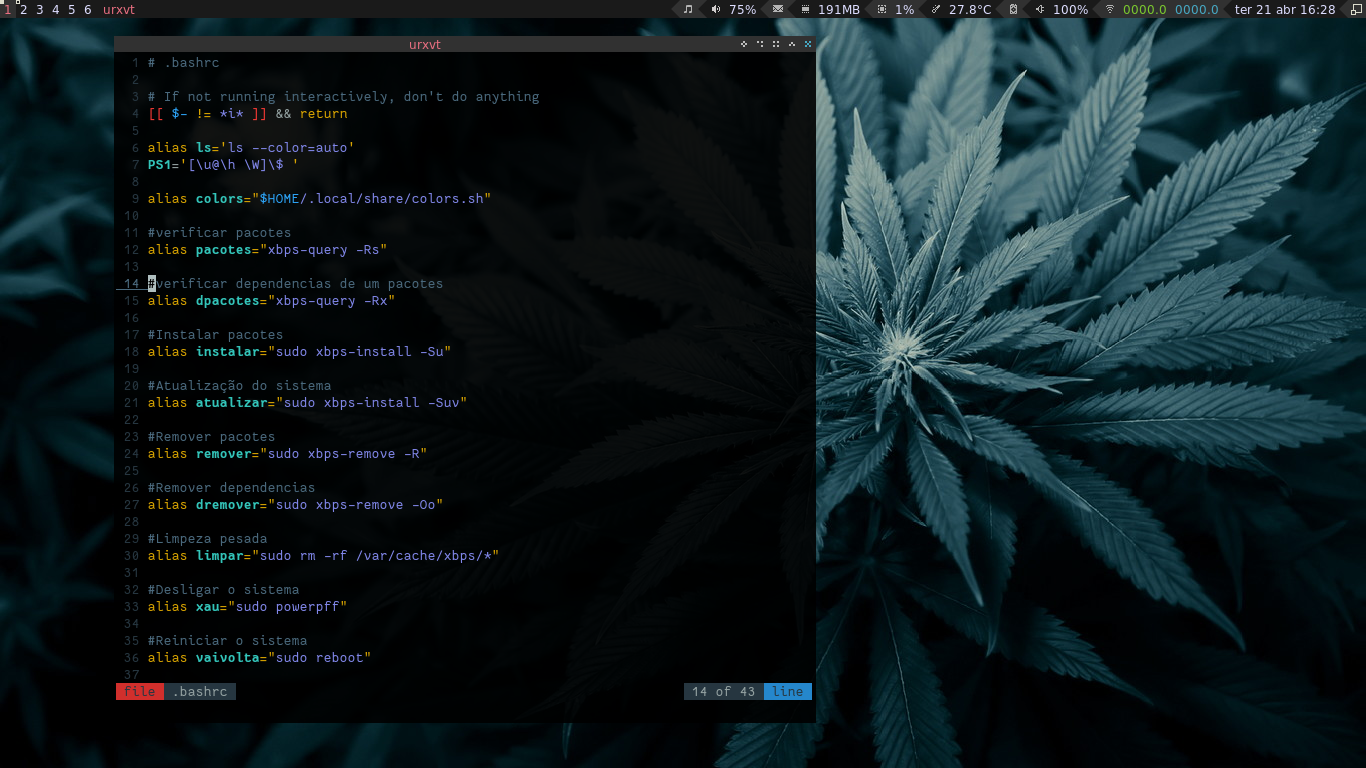 1 2 3 4 5 6 urxvt 75% 191MB 1% 27.8°C 100% 0000.0 0000.0 ter 21 abr 16:28
urxvt
1 # .bashrc
2
3 # If not running interactively, don't do anything
4 [[ $- != *i* ]] && return
5
6 alias ls='ls --color=auto'
7 PS1='[\u@\h \W]\$ '
8
9 alias colors="$HOME/.local/share/colors.sh"
10
11 #verificar pacotes
12 alias pacotes="xbps-query -Rs"
13
14 #verificar dependencias de um pacotes
15 alias dpacotes="xbps-query -Rx"
16
17 #Instalar pacotes
18 alias instalar="sudo xbps-install -Su"
19
20 #Atualização do sistema
21 alias atualizar="sudo xbps-install -Suv"
22
23 #Remover pacotes
24 alias remover="sudo xbps-remove -R"
25
26 #Remover dependencias
27 alias dremover="sudo xbps-remove -Oo"
28
29 #Limpeza pesada
30 alias limpar="sudo rm -rf /var/cache/xbps/*"
31
32 #Desligar o sistema
33 alias xau="sudo powerpff"
34
35 #Reiniciar o sistema
36 alias vaivolta="sudo reboot"
37
file .bashrc 14 of 43 line